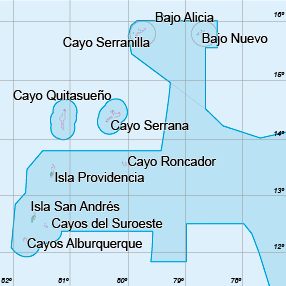 Bajo Alicia
16°
Cayo Serranilla
Bajo Nuevo
15°
Cayo Quitasueño
Cayo Serrana
14°
Cayo Roncador
Isla Providencia
13°
Isla San Andrés
Cayos del Suroeste
Cayos Alburquerque
12°
82° 81° 80° 79° 78°